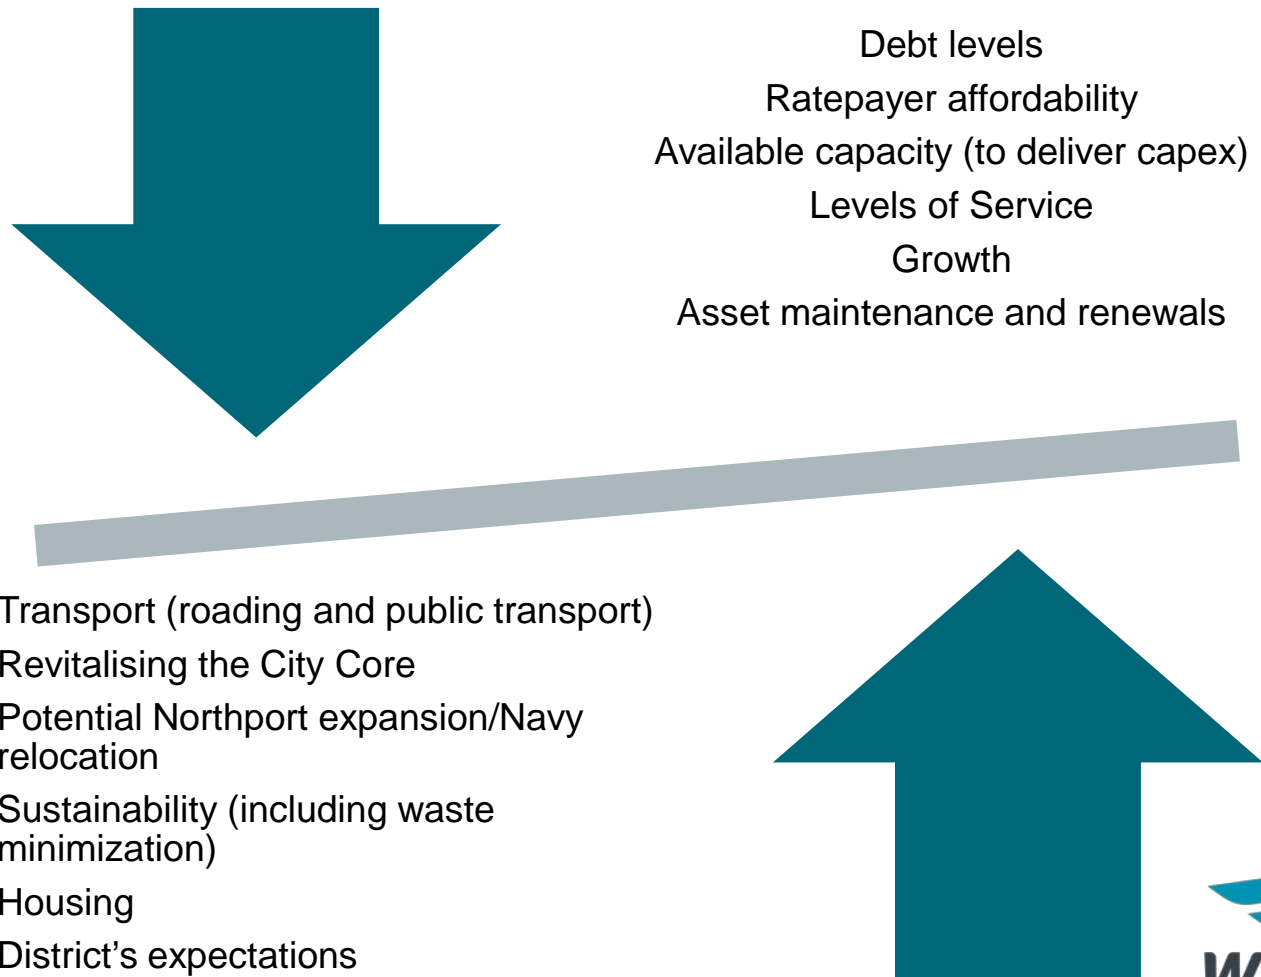 Debt levels
Ratepayer affordability
Available capacity (to deliver capex)
Levels of Service
Growth
Asset maintenance and renewals
Transport (roading and public transport)
Revitalising the City Core
Potential Northport expansion/Navy
relocation
Sustainability (including waste
minimization)
Housing
District's expectations